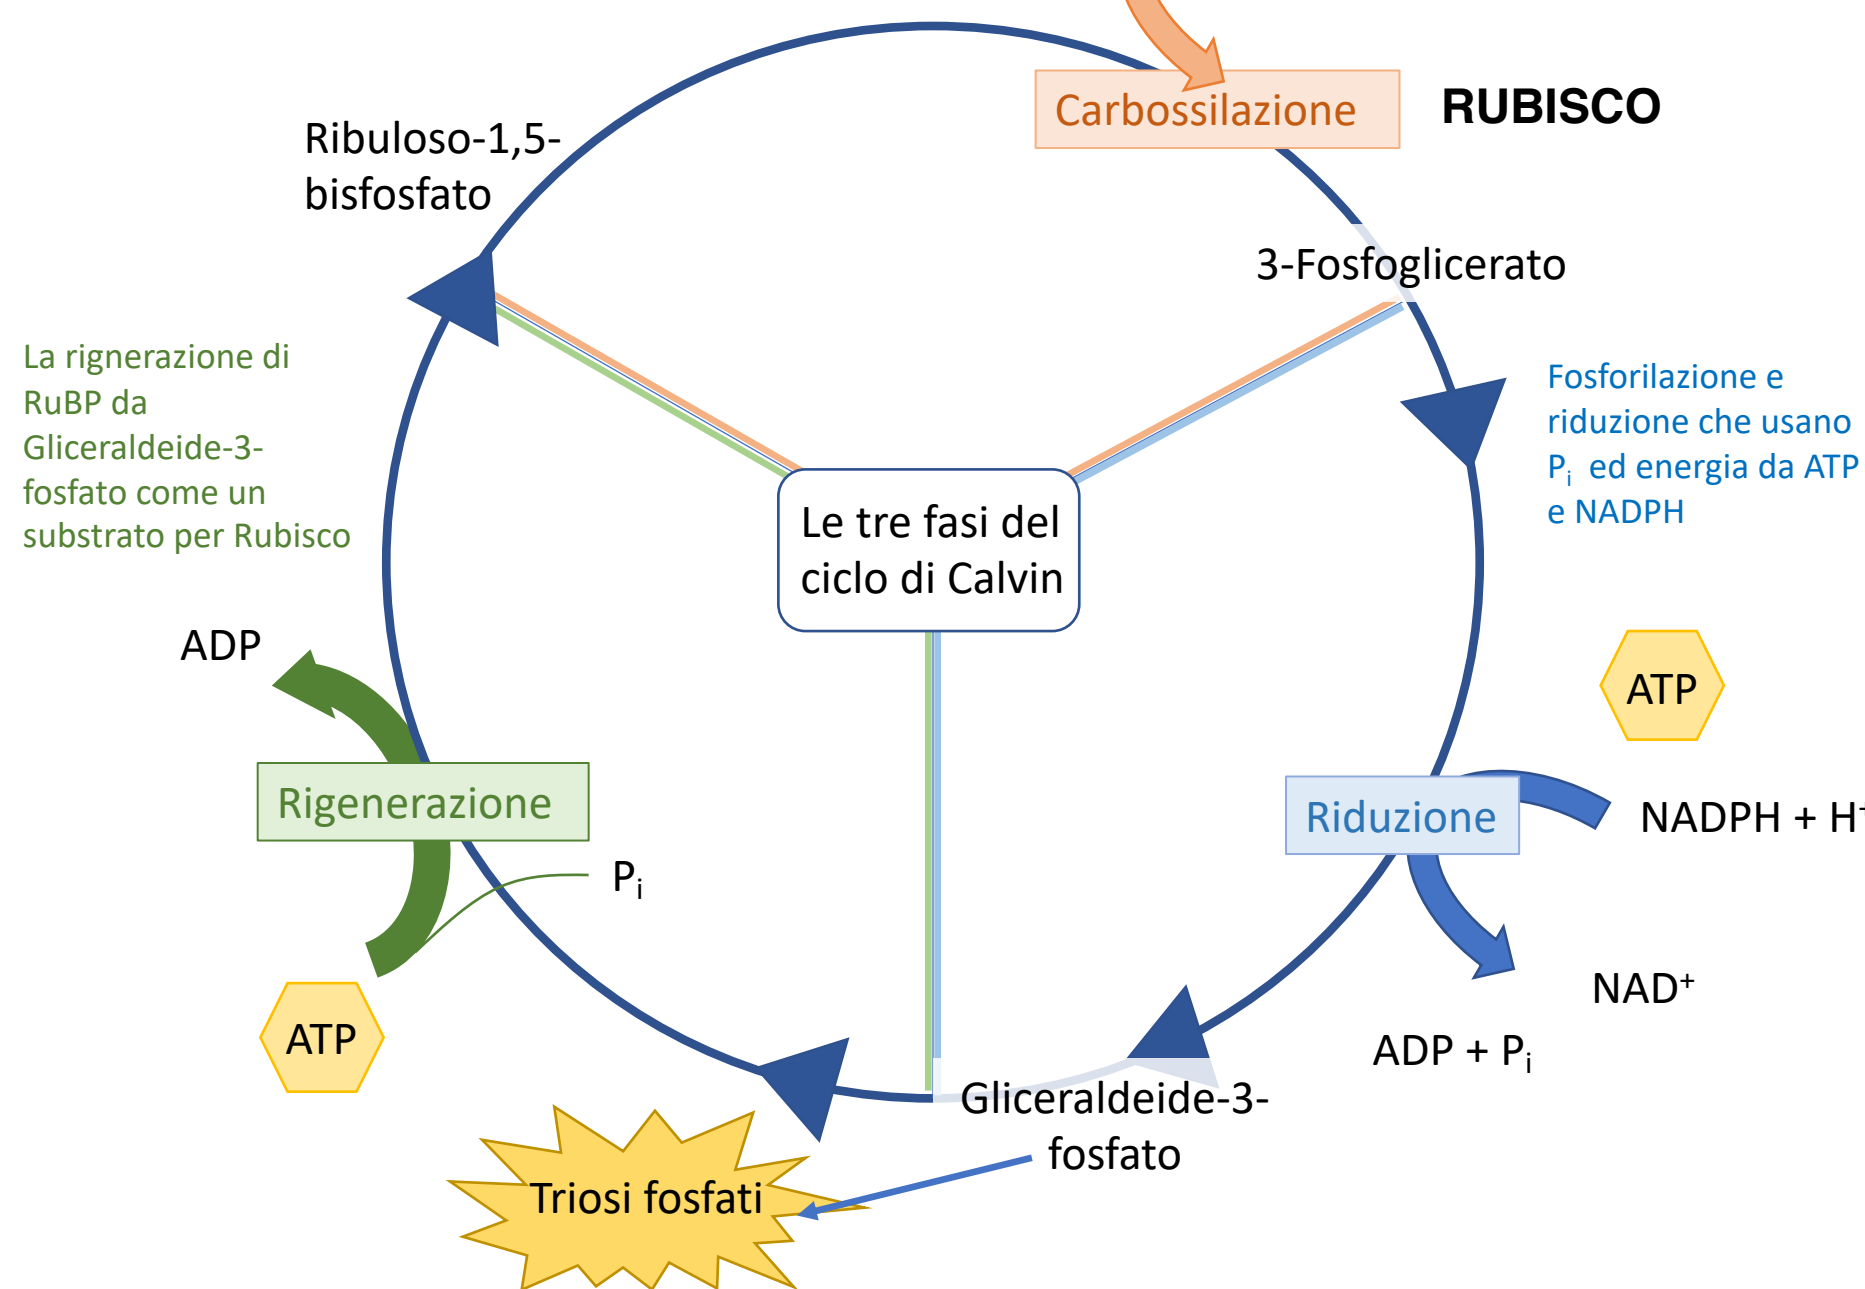 Carbossilazione
RUBISCO
Ribuloso-1,5-
bisfosfato
3-Fosfoglicerato
La rignerazione di
RuBP da
Gliceraldeide-3-
fosfato come un
substrato per Rubisco
Fosforilazione e
riduzione che usano
Pi ed energia da ATP
e NADPH
Le tre fasi del
ciclo di Calvin
ADP
ATP
Rigenerazione
Riduzione
NADPH + H+
Pi
NAD+
ATP
ADP + Pi
Gliceraldeide-3-
fosfato
Triosi fosfati